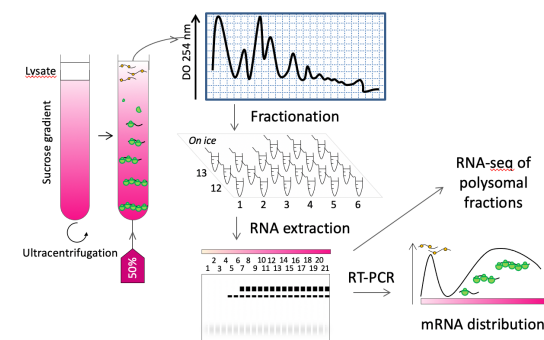 Lysate
Sucrose gradient
Ultracentrifugation
50%
DO 254 nm
Fractionation
On ice
13
12
1 2 3 4 5 6
RNA extraction
2 4 6 8 10 12 14 16 18 20
1 3 5 7 9 11 13 15 17 19 21
RT-PCR
RNA-seq of
polysomal
fractions
mRNA distribution